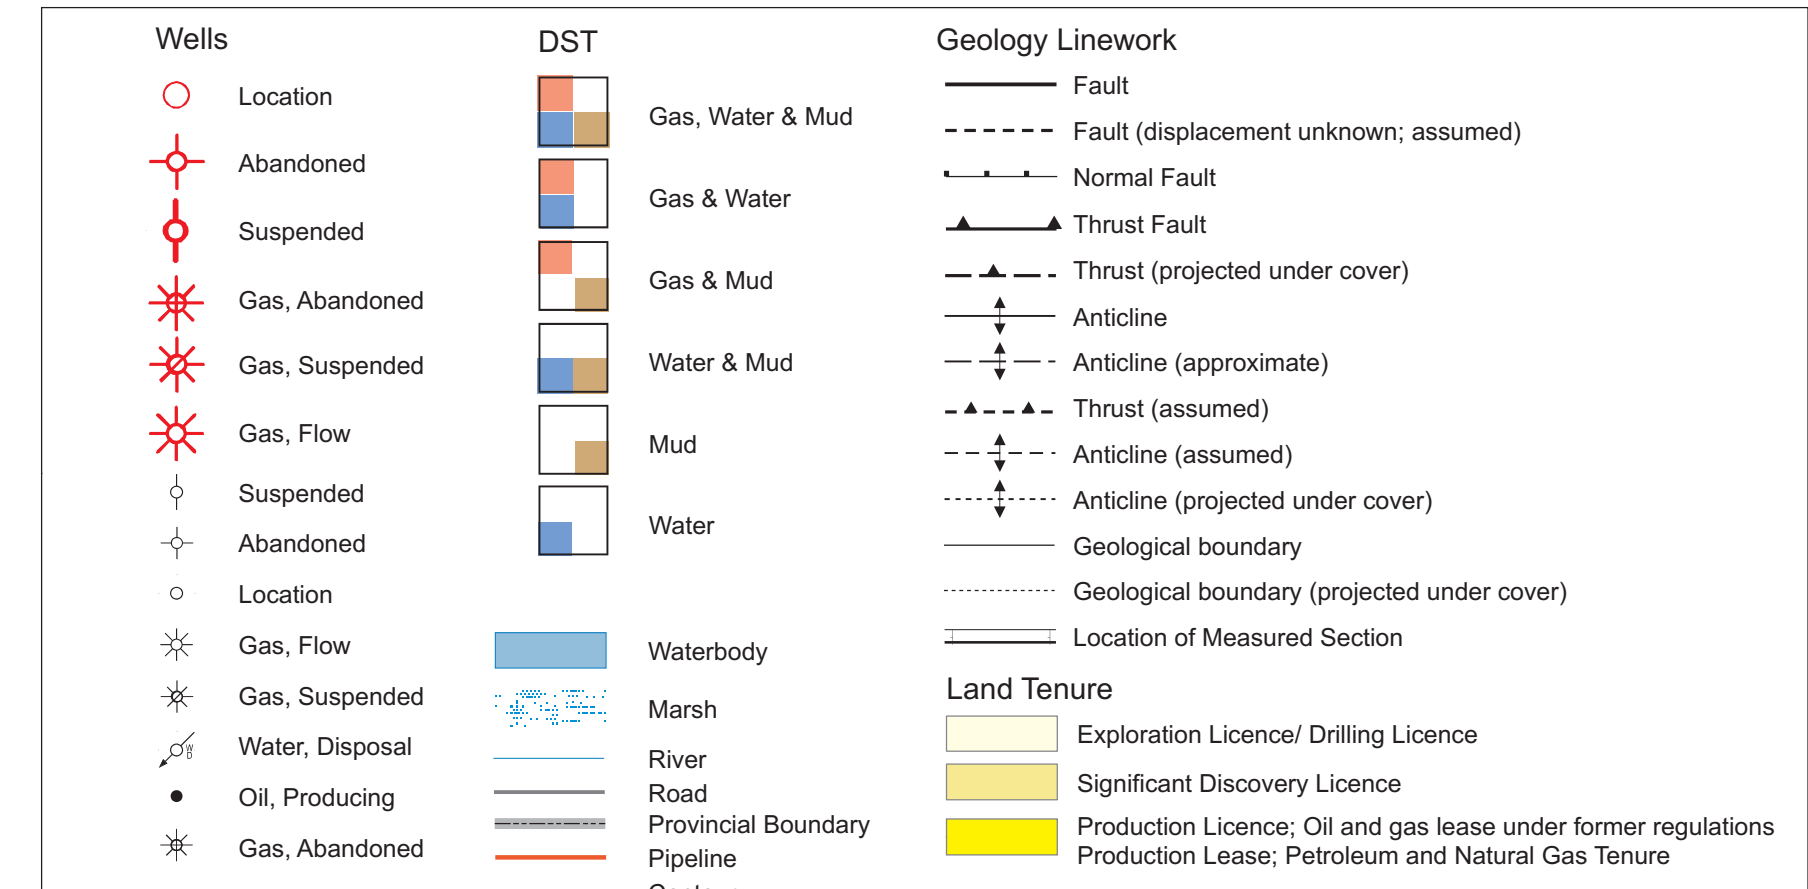 Wells
Location
Abandoned
Suspended
Gas, Abandoned
Gas, Suspended
Gas, Flow
Suspended
Abandoned
Location
Gas, Flow
Gas, Suspended
W
D
Water, Disposal
Oil, Producing
Gas, Abandoned
DST
Gas, Water & Mud
Gas & Water
Gas & Mud
Water & Mud
Mud
Water
Waterbody
Marsh
River
Road
Provincial Boundary
Pipeline
Geology Linework
Fault
Fault (displacement unknown; assumed)
Normal Fault
Thrust Fault
Thrust (projected under cover)
Anticline
Anticline (approximate)
Thrust (assumed)
Anticline (assumed)
Anticline (projected under cover)
Geological boundary
Geological boundary (projected under cover)
Location of Measured Section
Land Tenure
Exploration Licence/ Drilling Licence
Significant Discovery Licence
Production Licence; Oil and gas lease under former regulations
Production Lease; Petroleum and Natural Gas Tenure